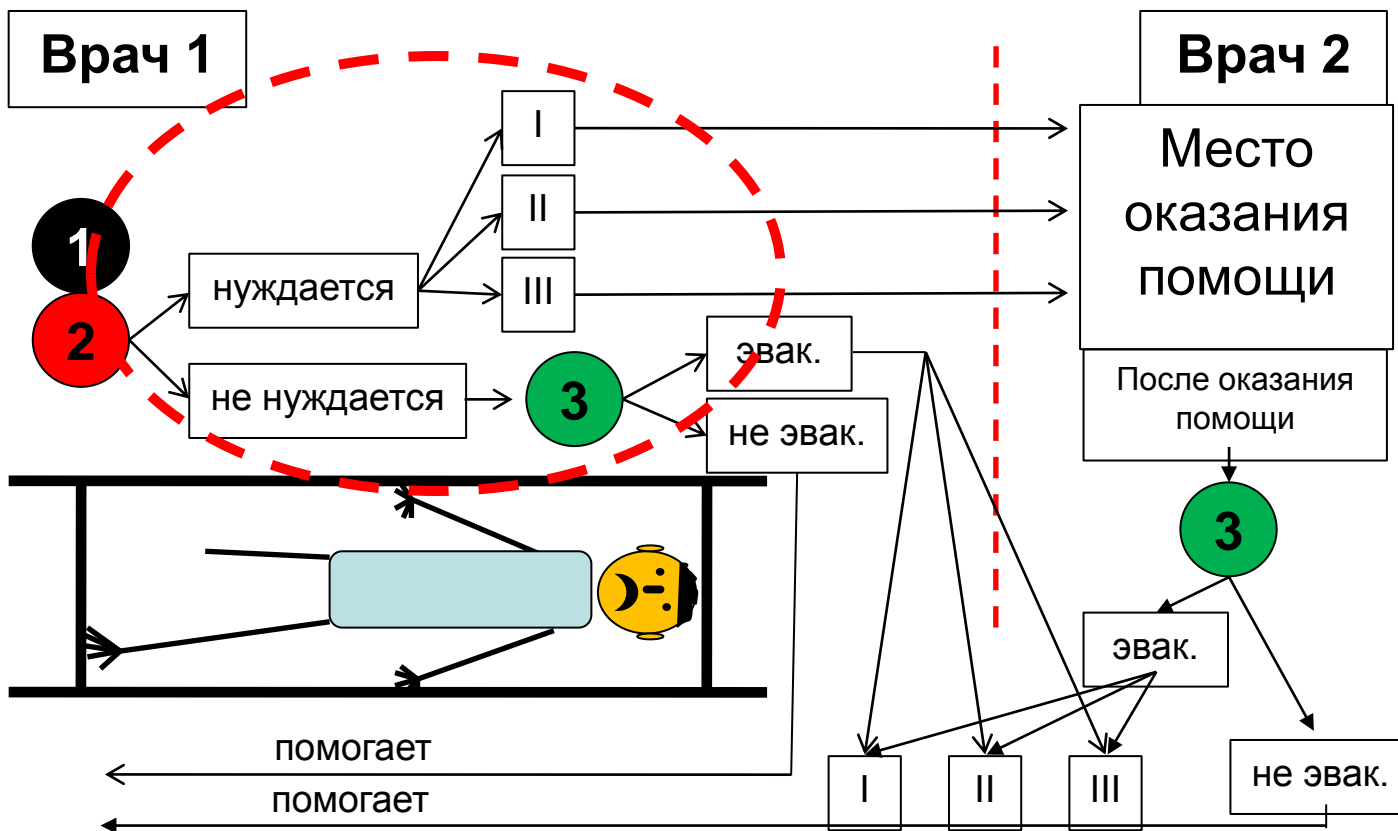 Врач 1
Врач 2
I
II
III
Место
оказания
помощи
1
2
нуждается
не нуждается
3
эвак.
не эвак.
После оказания
помощи
3
эвак.
помогает
помогает
I
II
III
не эвак.